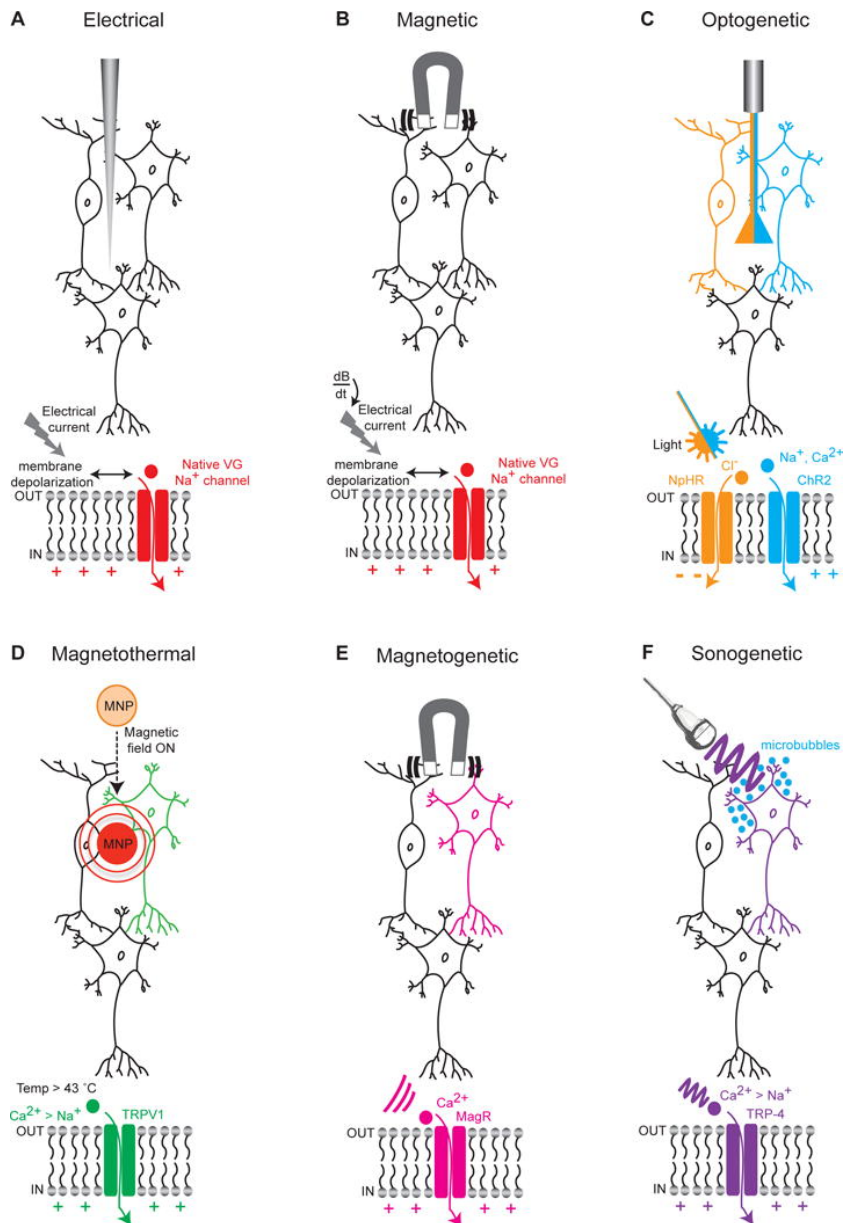 A Electrical
Electrical
current
membrane
depolarization
Native VG
Na⁺ channel
OUT
IN
+ + + +
B Magnetic
dB
dt
Electrical
current
membrane
depolarization
Native VG
Na⁺ channel
OUT
IN
+ + + +
C Optogenetic
Light
Cl⁻
Na⁺, Ca²⁺
NpHR
ChR2
OUT
IN
- - + +
D Magnetothermal
MNP
Magnetic
field ON
MNP
Temp > 43 °C
Ca²⁺ > Na⁺
TRPV1
OUT
IN
+ + + +
E Magnetogenetic
Ca²⁺
MagR
OUT
IN
+ + + +
F Sonogenetic
microbubbles
Ca²⁺ > Na⁺
TRP-4
OUT
IN
+ + + +